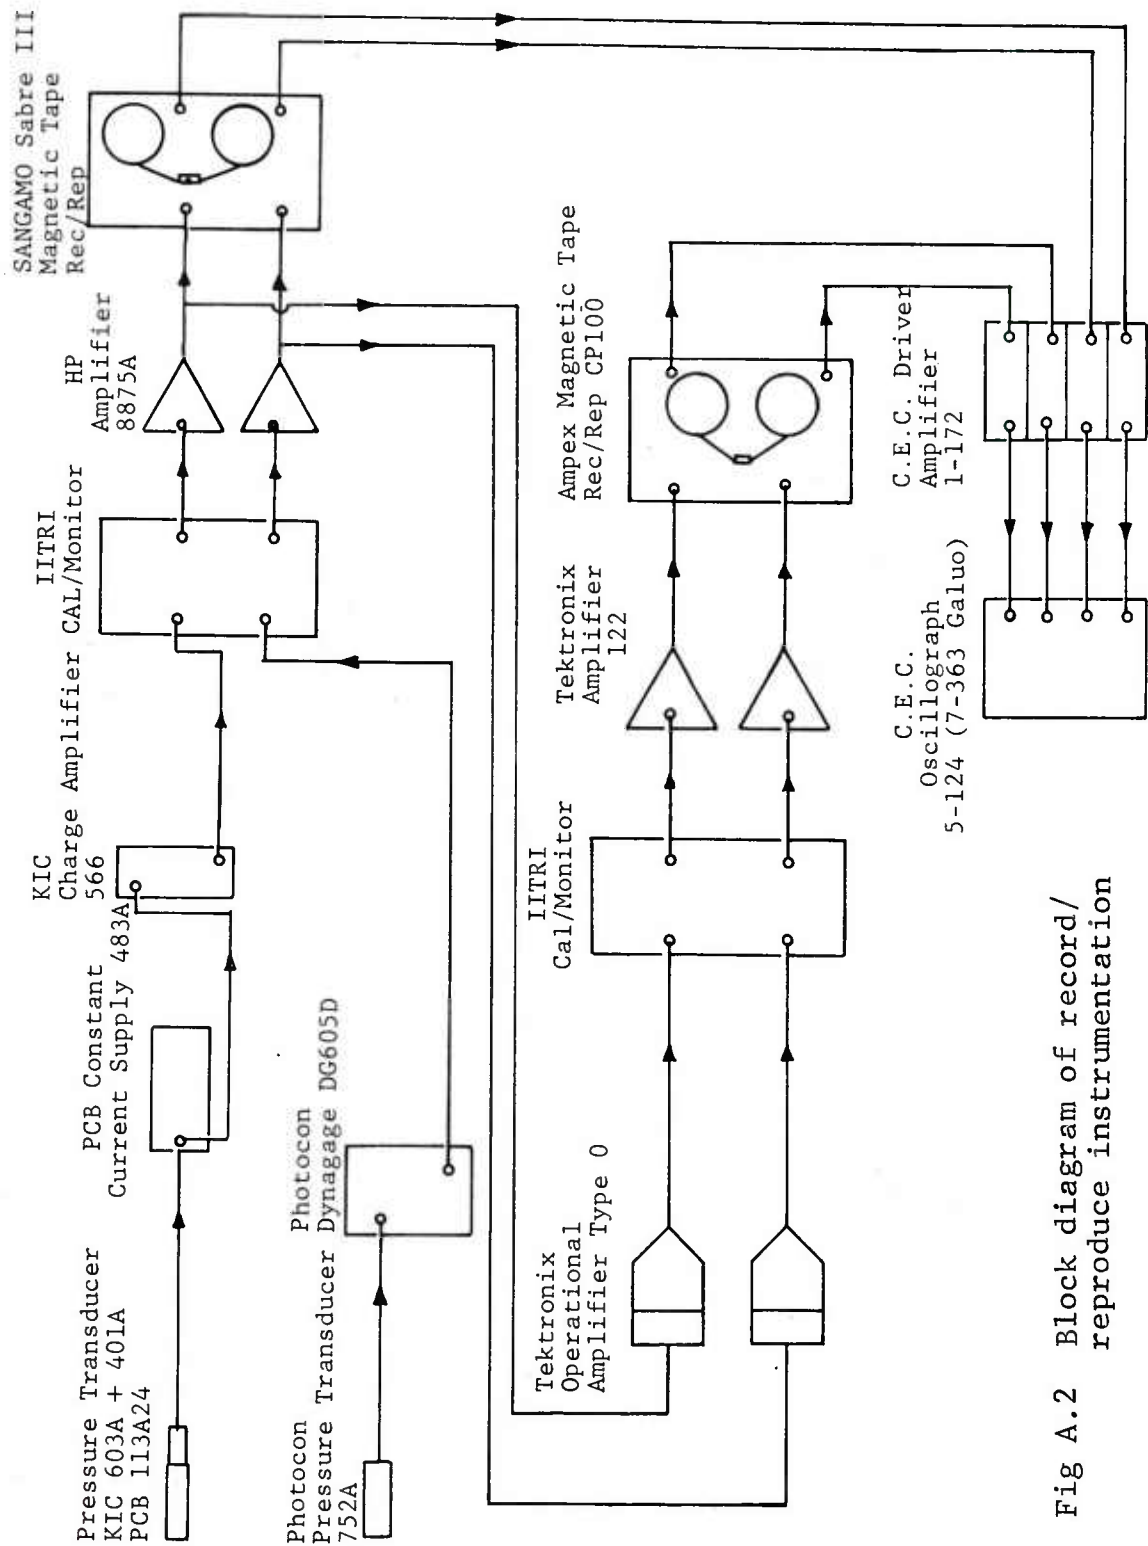 Pressure Transducer
KIC 603A + 401A
PCB 113A24
PCB Constant
Current Supply 483A
KIC
Charge Amplifier
566
IITRI
CAL/Monitor
HP
Amplifier
8875A
SANGAMO Sabre III
Magnetic Tape
Rec/Rep
Photocon
Pressure Transducer
752A
Photocon
Dynagage DG605D
Tektronix
Operational
Amplifier Type O
IITRI
Cal/Monitor
Tektronix
Amplifier
122
Ampex Magnetic Tape
Rec/Rep CP100
C.E.C.
Oscillograph
5-124 (7-363 Galuo)
C.E.C. Driver
Amplifier
1-172
Fig A.2 Block diagram of record/
reproduce instrumentation